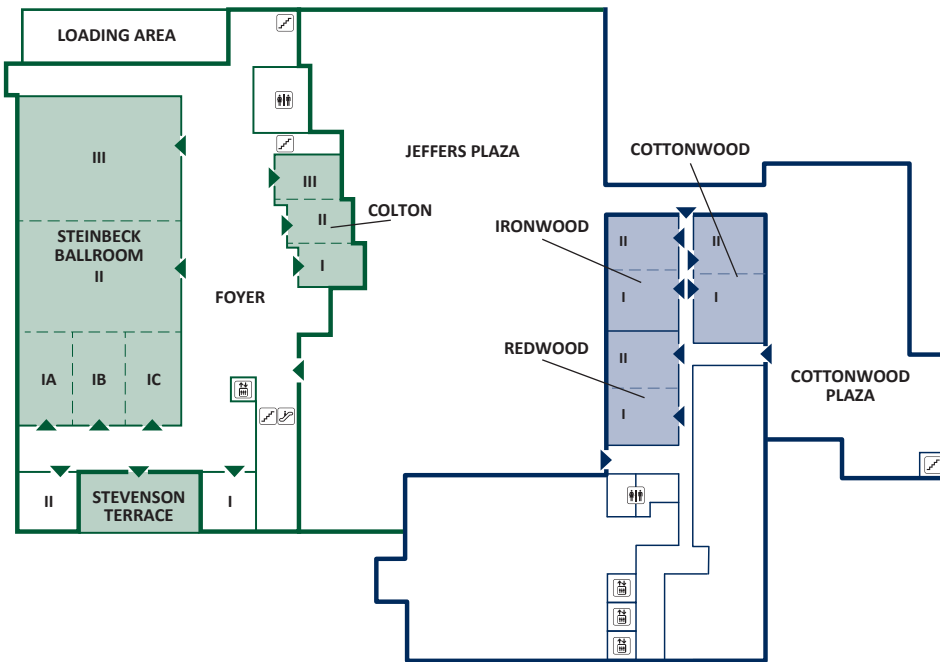 LOADING AREA
III
STEINBECK
BALLROOM
II
IA
IB
IC
FOYER
III
II
I
COLTON
JEFFERS PLAZA
II
STEVENSON
TERRACE
I
COTTONWOOD
IRONWOOD
II
I
II
I
REDWOOD
II
I
COTTONWOOD
PLAZA